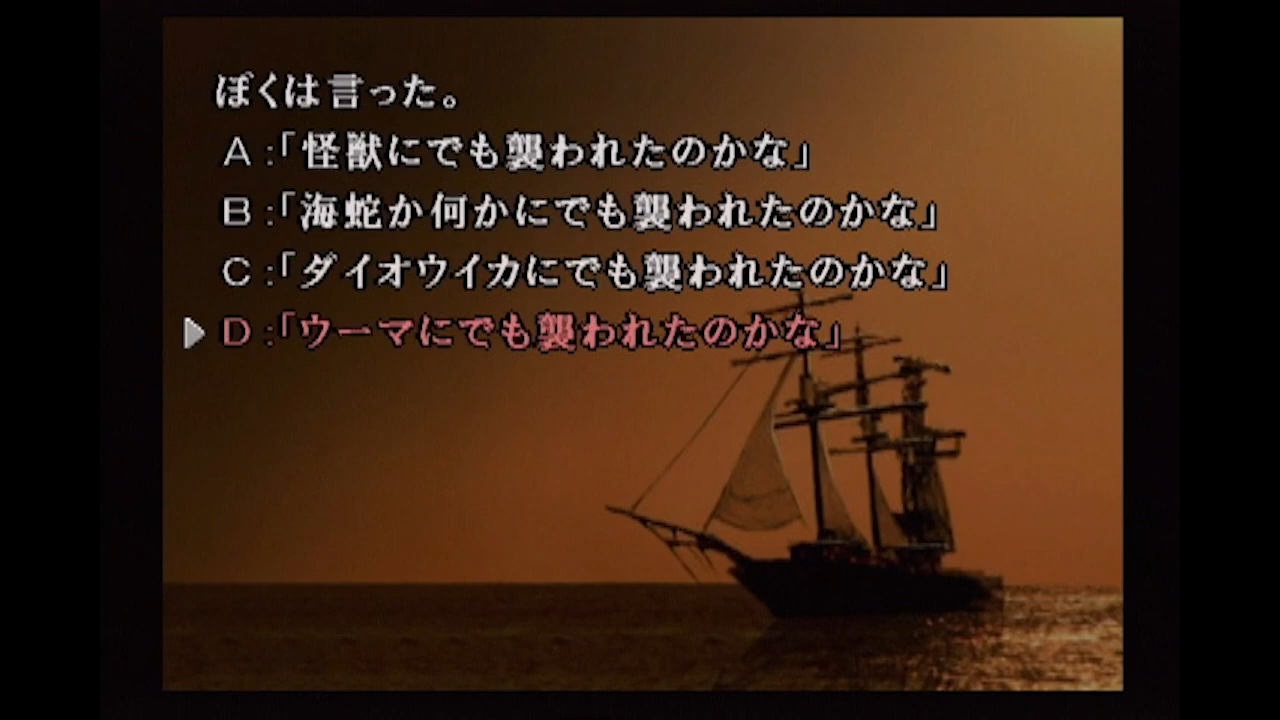 ぼくは言った。
A:「怪獣にでも襲われたのかな」
B:「海蛇か何かにでも襲われたのかな」
C:「ダイオウイカにでも襲われたのかな」
D:「ウーマにでも襲われたのかな」